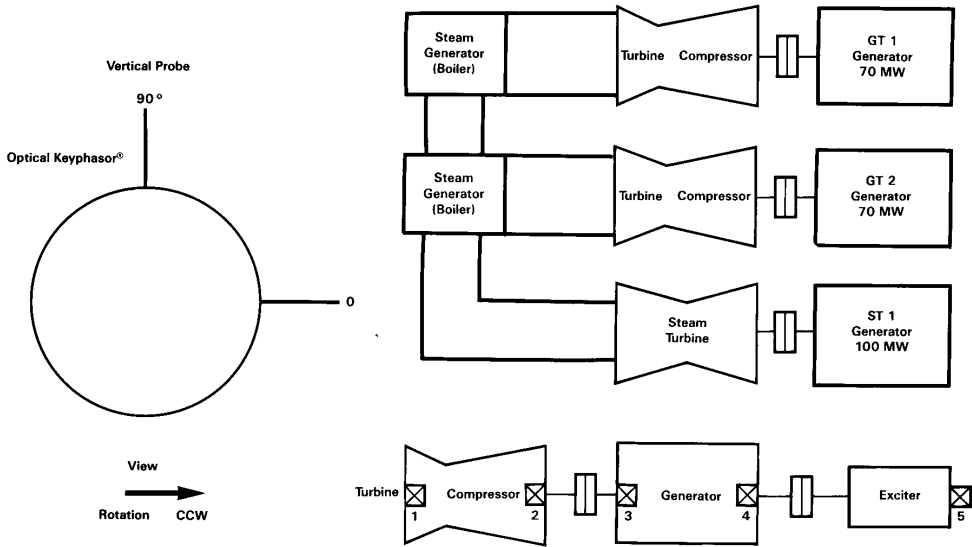 Vertical Probe
90°
Optical Keyphasor®
0
View
Rotation CCW
Steam
Generator
(Boiler)
Turbine Compressor
GT 1
Generator
70 MW
Steam
Generator
(Boiler)
Turbine Compressor
GT 2
Generator
70 MW
Steam
Turbine
ST 1
Generator
100 MW
Turbine Compressor Generator Exciter
1 2 3 4 5